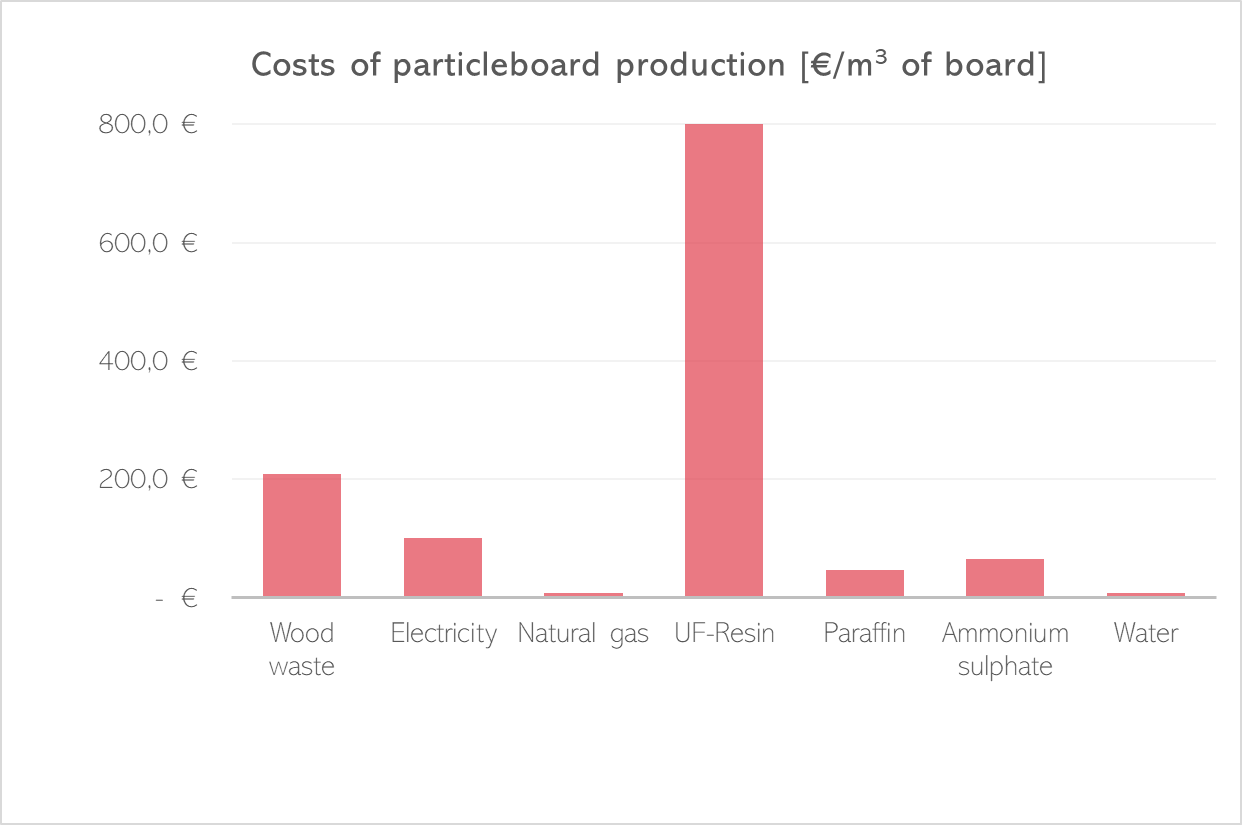 Costs of particleboard production [€/m³ of board]
800,0 €
600,0 €
400,0 €
200,0 €
- €
Wood waste
Electricity
Natural gas
UF-Resin
Paraffin
Ammonium sulphate
Water